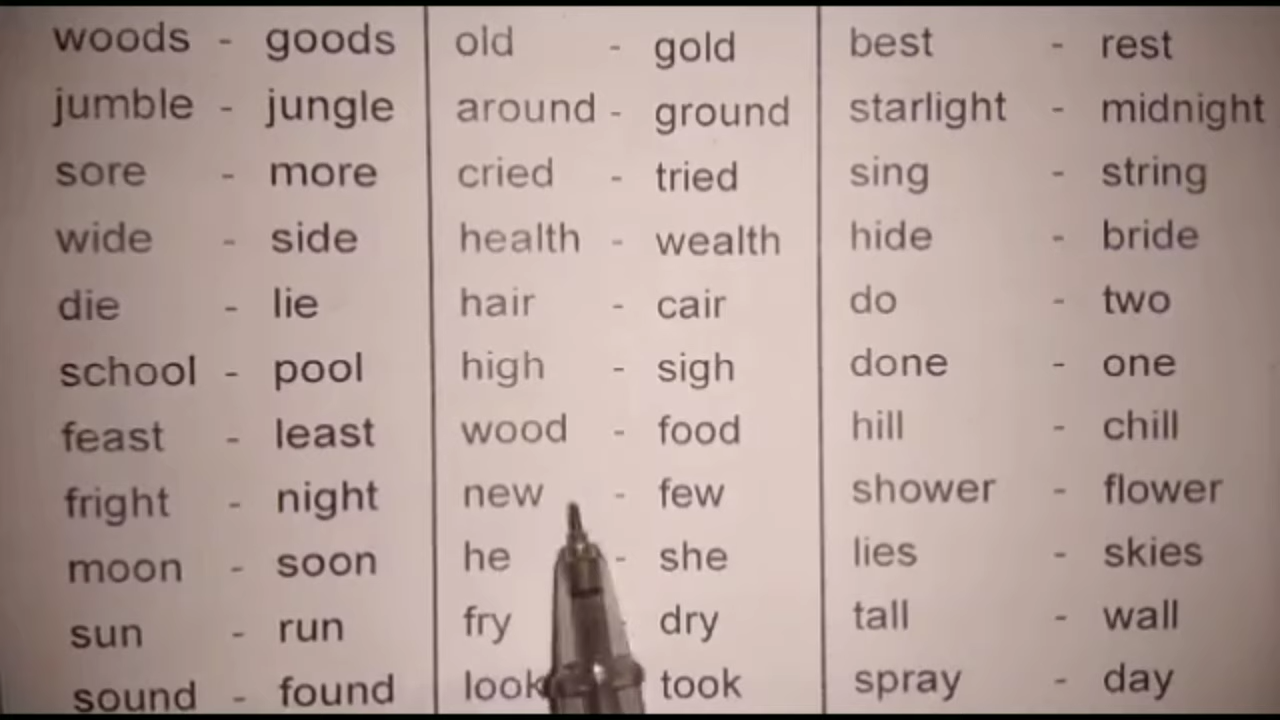 woods - goods
jumble - jungle
sore - more
wide - side
die - lie
school - pool
feast - least
fright - night
moon - soon
sun - run
sound - found
old - gold
around - ground
cried - tried
health - wealth
hair - cair
high - sigh
wood - food
new - few
he - she
fry dry
look took
best - rest
starlight - midnight
sing - string
hide - bride
do - two
done - one
hill - chill
shower - flower
lies - skies
tall - wall
spray - day